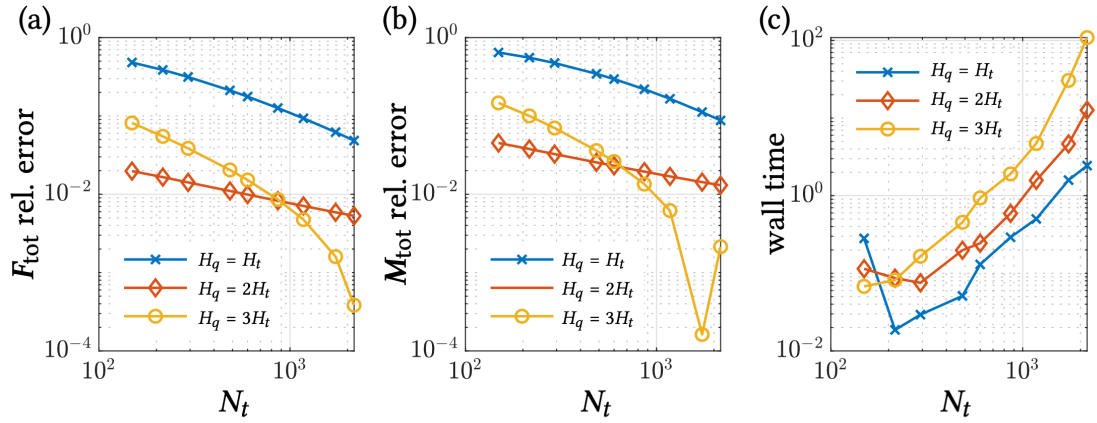 (a)
10^0
10^-2
10^-4
10^2
10^3
F_tot rel. error
N_t
H_q = H_t
H_q = 2H_t
H_q = 3H_t
(b)
10^0
10^-2
10^-4
10^2
10^3
M_tot rel. error
N_t
H_q = H_t
H_q = 2H_t
H_q = 3H_t
(c)
10^2
10^0
10^-2
10^2
10^3
wall time
N_t
H_q = H_t
H_q = 2H_t
H_q = 3H_t